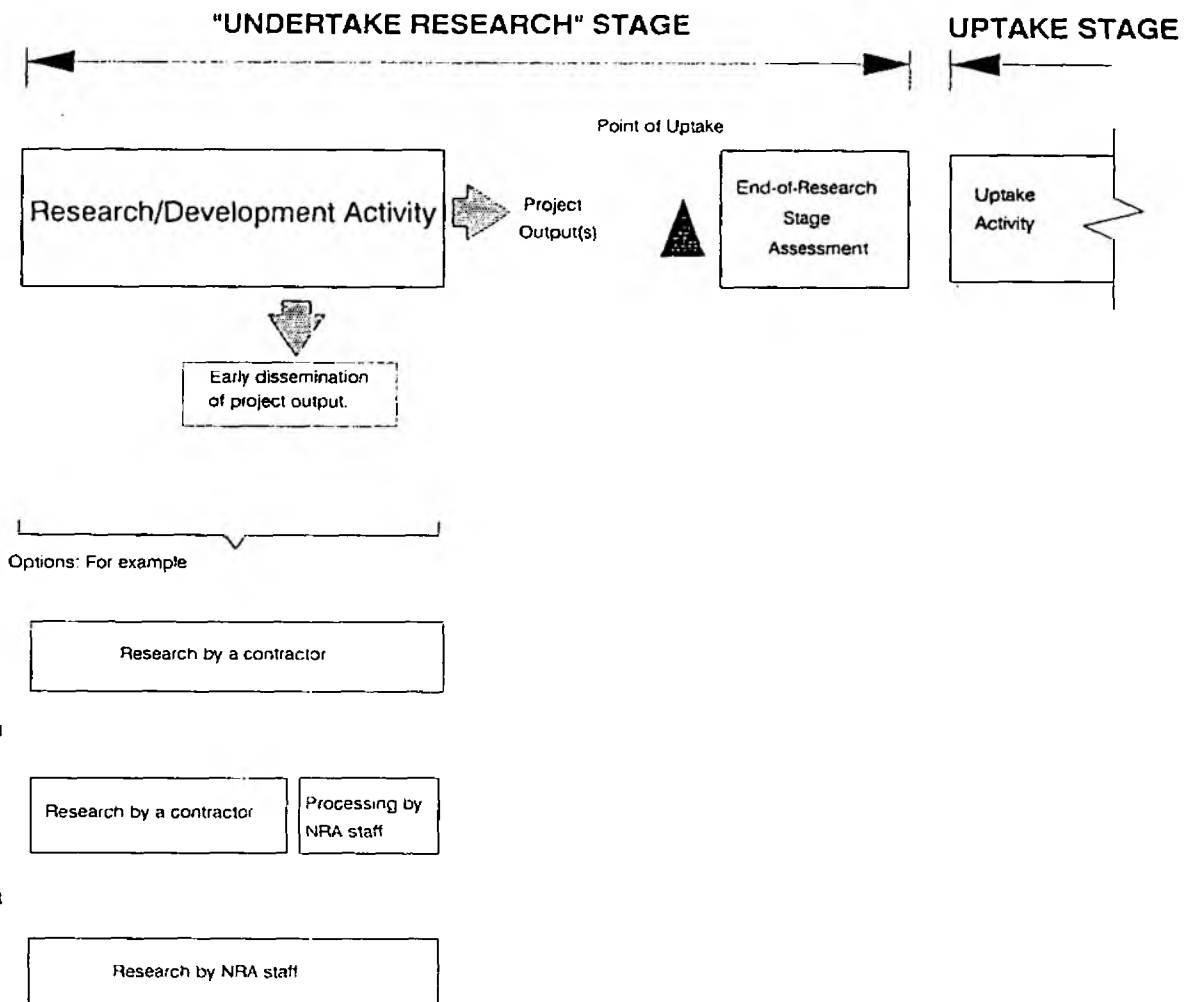 "UNDERTAKE RESEARCH" STAGE
UPTAKE STAGE
Point of Uptake
Research/Development Activity
Project
Output(s)
End-of-Research
Stage
Assessment
Uptake
Activity
Early dissemination
of project output.
Options: For example
Research by a contractor
Research by a contractor
Processing by
NRA staff
Research by NRA staff